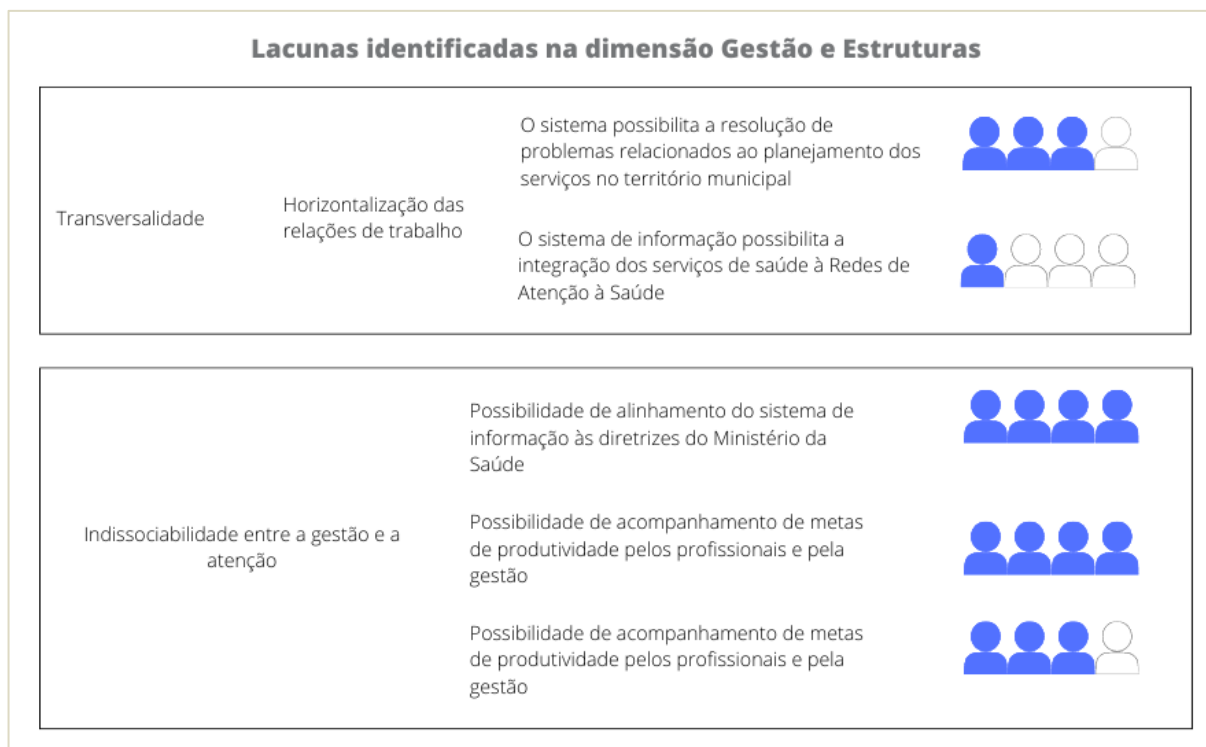 Lacunas identificadas na dimensão Gestão e Estruturas
Transversalidade
Horizontalização das
relações de trabalho
O sistema possibilita a resolução de
problemas relacionados ao planejamento dos
serviços no território municipal
O sistema de informação possibilita a
integração dos serviços de saúde à Redes de
Atenção à Saúde
Indissociabilidade entre a gestão e a
atenção
Possibilidade de alinhamento do sistema de
informação às diretrizes do Ministério da
Saúde
Possibilidade de acompanhamento de metas
de produtividade pelos profissionais e pela
gestão
Possibilidade de acompanhamento de metas
de produtividade pelos profissionais e pela
gestão